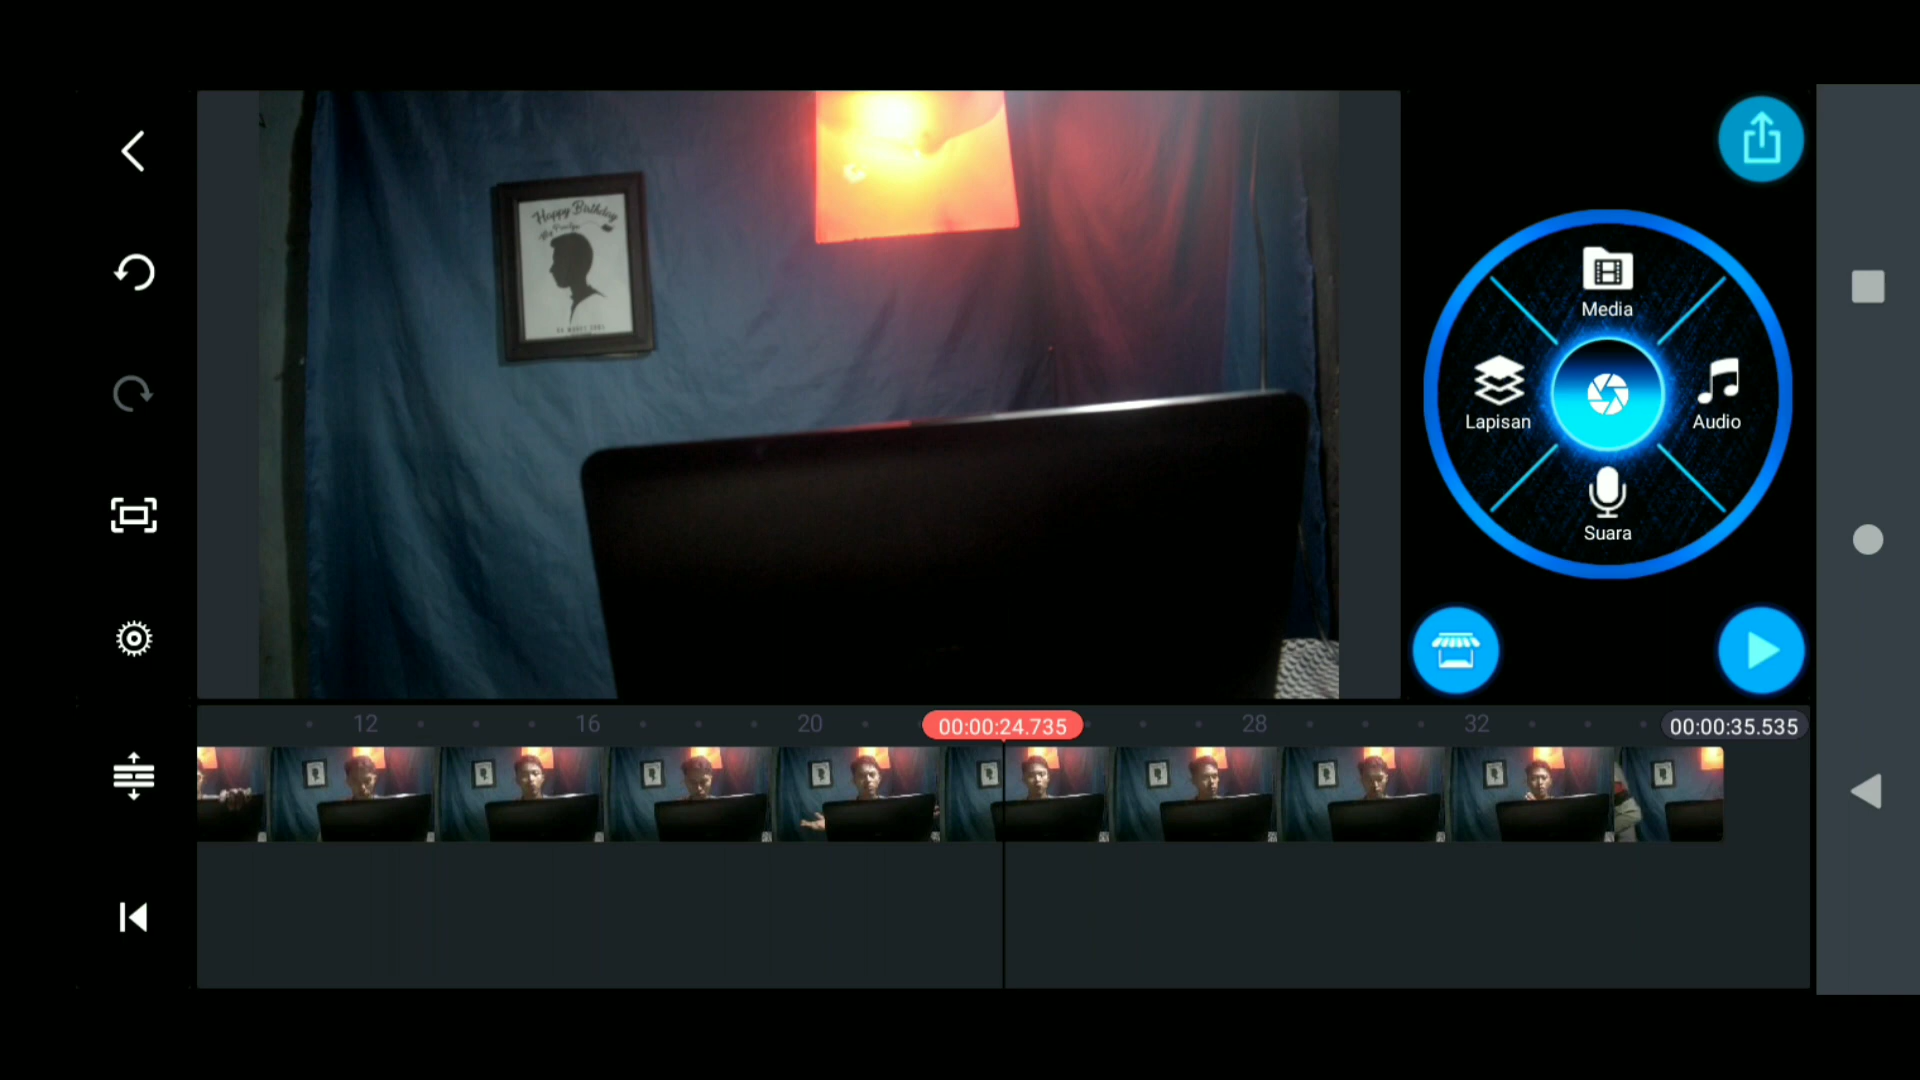 Happy Birthday
Media
Lapisan
Audio
Suara
12
16
20
00:00:24.735
28
32
00:00:35.535